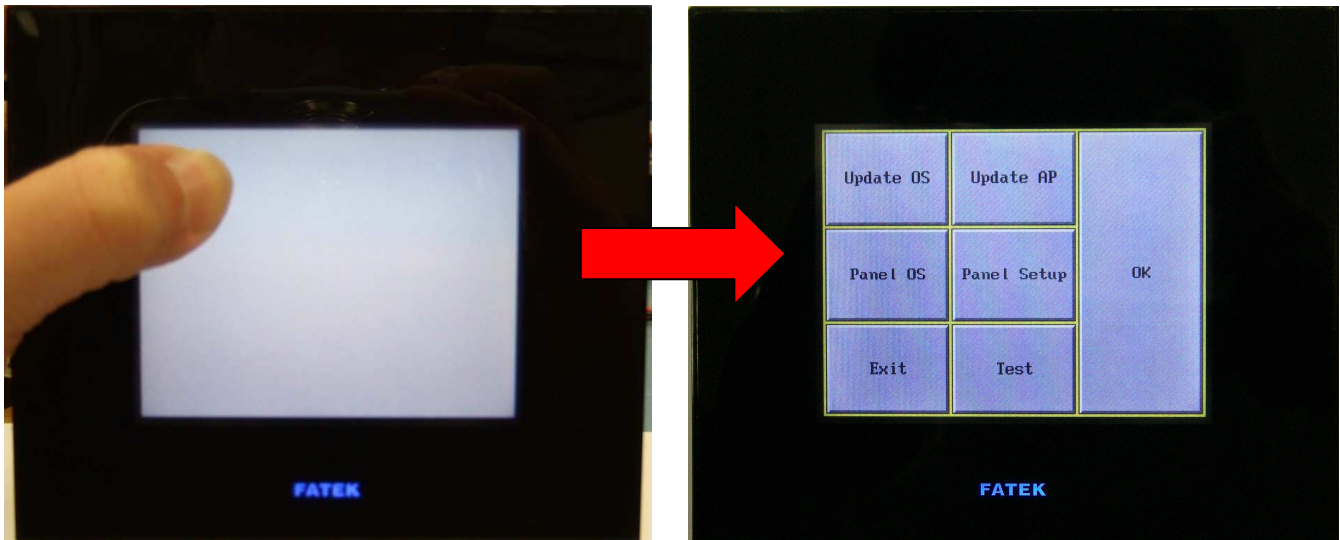 FATEK
Update OS
Update AP
Panel OS
Panel Setup
OK
Exit
Test
FATEK